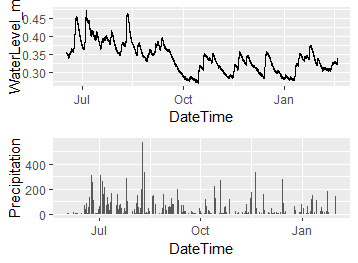 WaterLevel_m
0.45
0.40
0.35
0.30
Jul
Oct
Jan
DateTime
Precipitation
400
200
0
Jul
Oct
Jan
DateTime